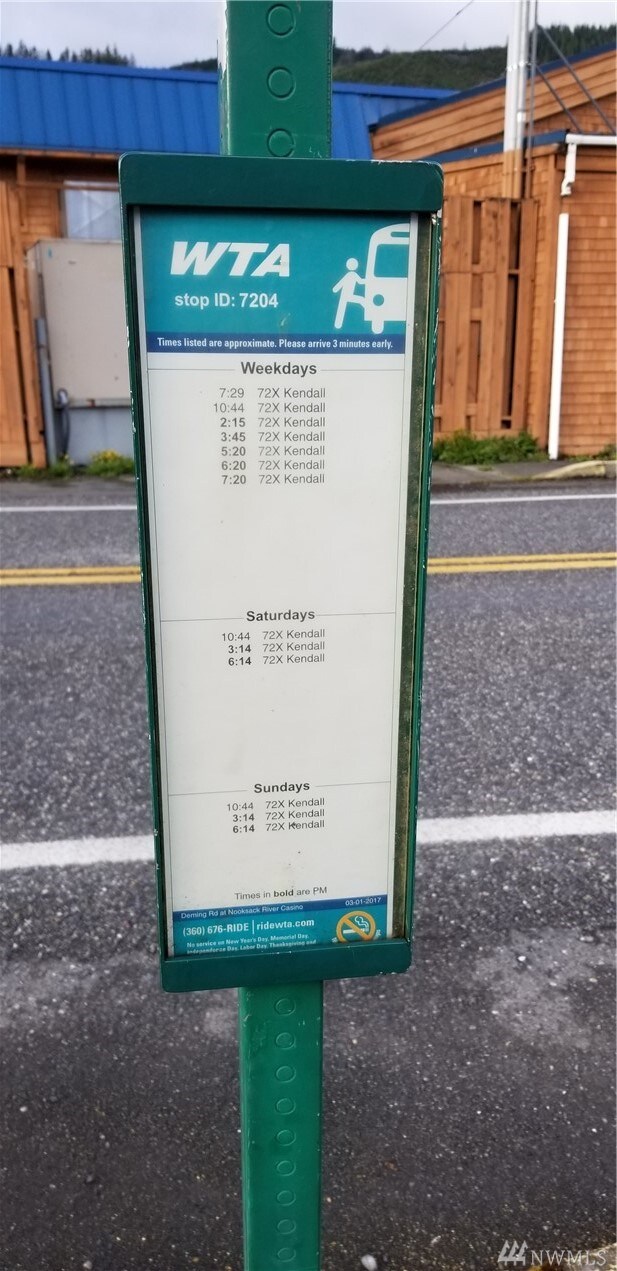 WTA
stop ID: 7204
Times listed are approximate. Please arrive 3 minutes early.
Weekdays
7:29 72X Kendall
10:44 72X Kendall
2:15 72X Kendall
3:45 72X Kendall
5:20 72X Kendall
6:20 72X Kendall
7:20 72X Kendall
Saturdays
10:44 72X Kendall
3:14 72X Kendall
6:14 72X Kendall
Sundays
10:44 72X Kendall
3:14 72X Kendall
6:14 72X Kendall
Times in bold are PM
Deming Rd at Nooksack River Casino 03-01-2017
(360) 676-RIDE | ridewta.com
No service on New Year's Day, Memorial Day,
Independence Day, Labor Day, Thanksgiving and
NWMLS